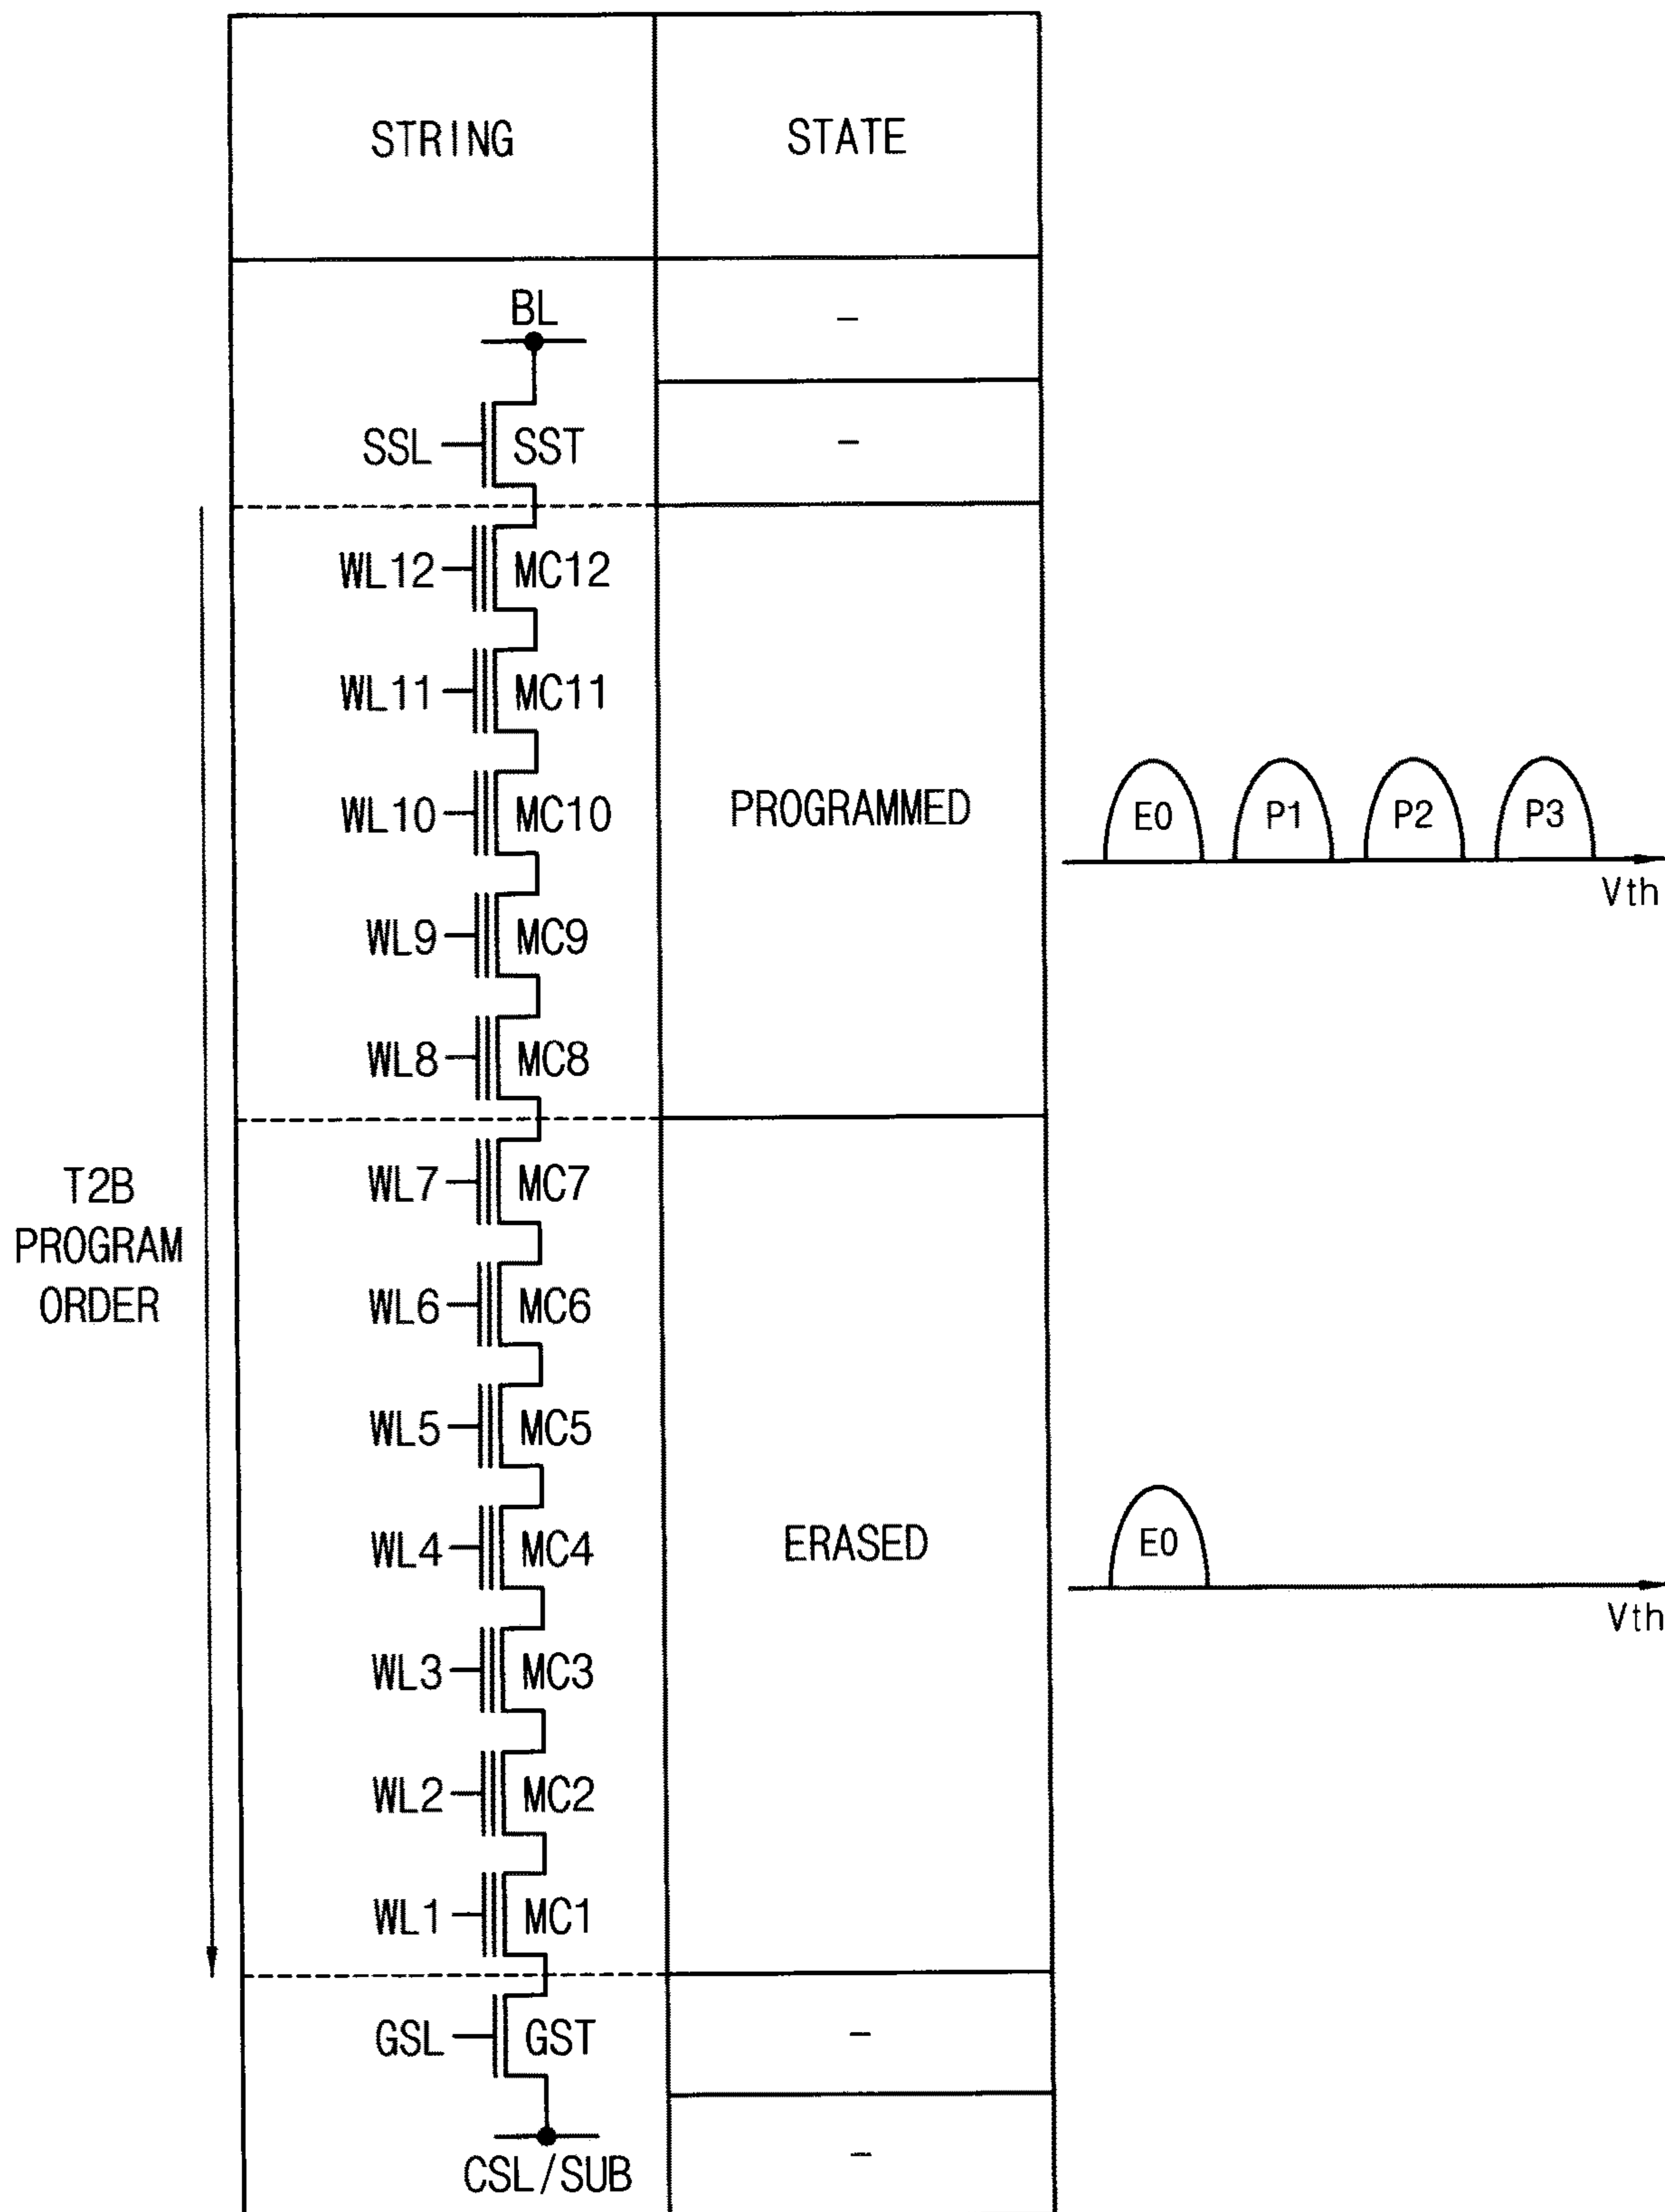 STRING STATE
BL -
SSL SST -
WL12 MC12
WL11 MC11
WL10 MC10 PROGRAMMED E0 P1 P2 P3
Vth
WL9 MC9
WL8 MC8
T2B
PROGRAM
ORDER
WL7 MC7
WL6 MC6
WL5 MC5
WL4 MC4 ERASED E0
Vth
WL3 MC3
WL2 MC2
WL1 MC1
GSL GST -
CSL/SUB -